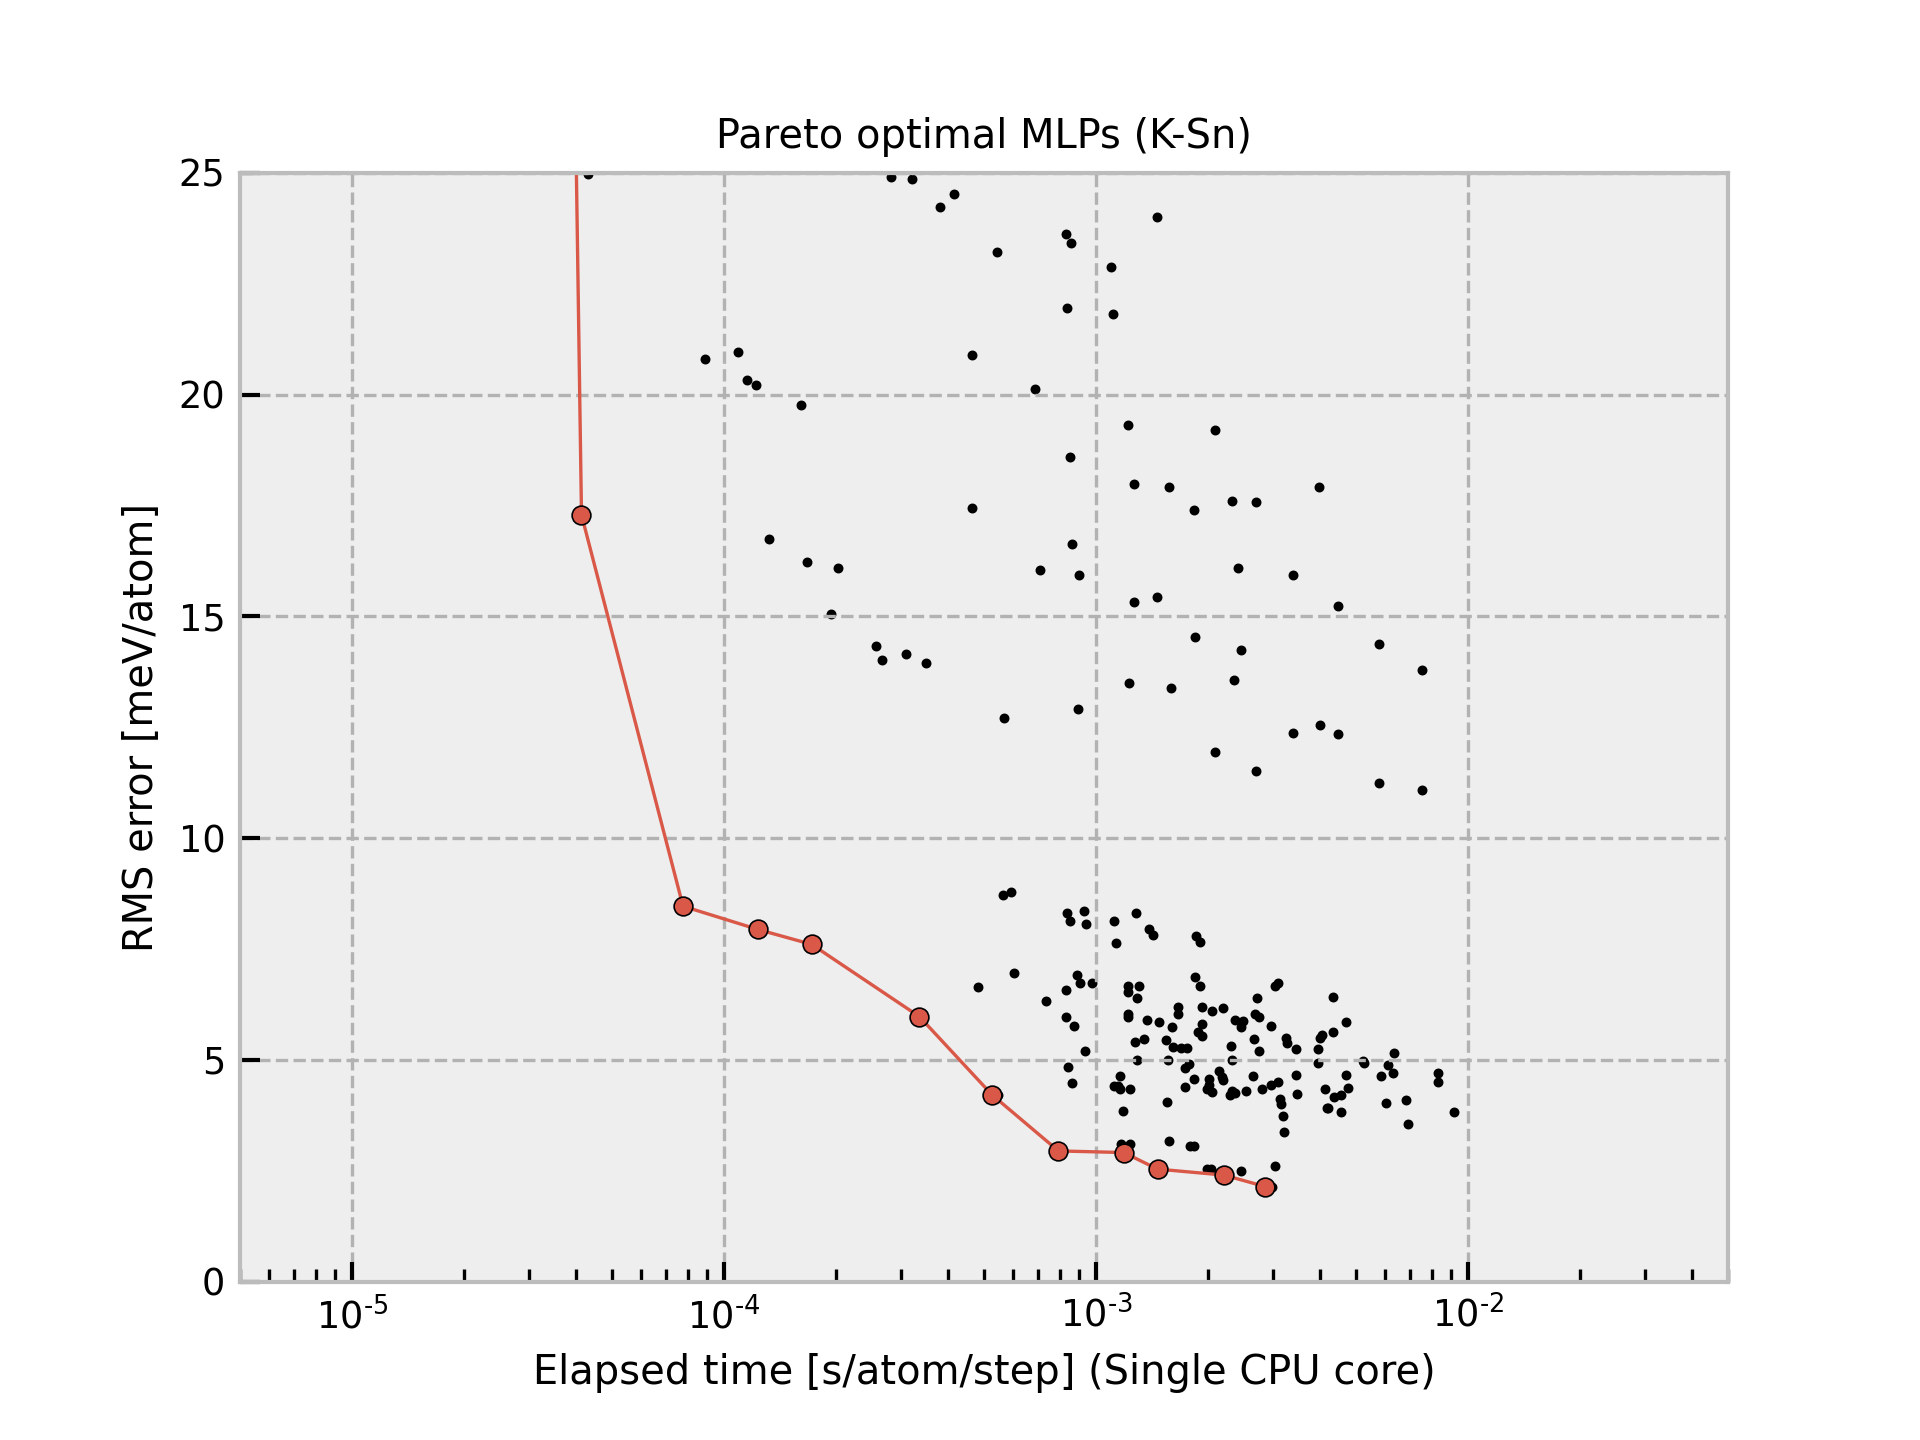 Pareto optimal MLPs (K-Sn)
25
20
15
10
5
0
RMS error [meV/atom]
10^-5 10^-4 10^-3 10^-2
Elapsed time [s/atom/step] (Single CPU core)